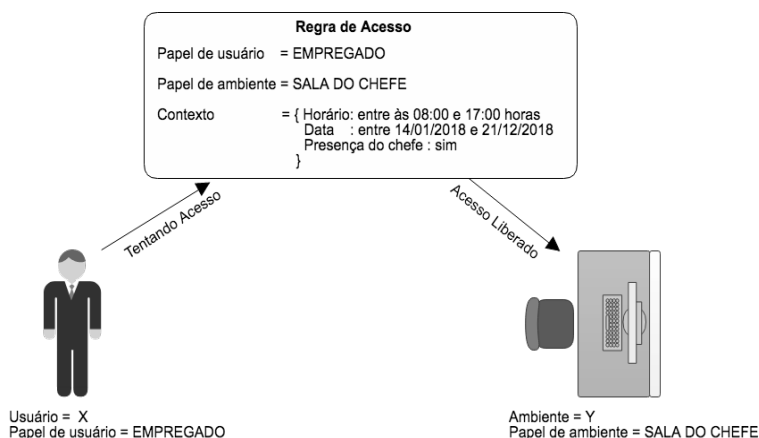 Regra de Acesso
Papel de usuário = EMPREGADO
Papel de ambiente = SALA DO CHEFE
Contexto = { Horário: entre às 08:00 e 17:00 horas
Data : entre 14/01/2018 e 21/12/2018
Presença do chefe : sim
}
Tentando Acesso
Acesso Liberado
Usuário = X
Papel de usuário = EMPREGADO
Ambiente = Y
Papel de ambiente = SALA DO CHEFE